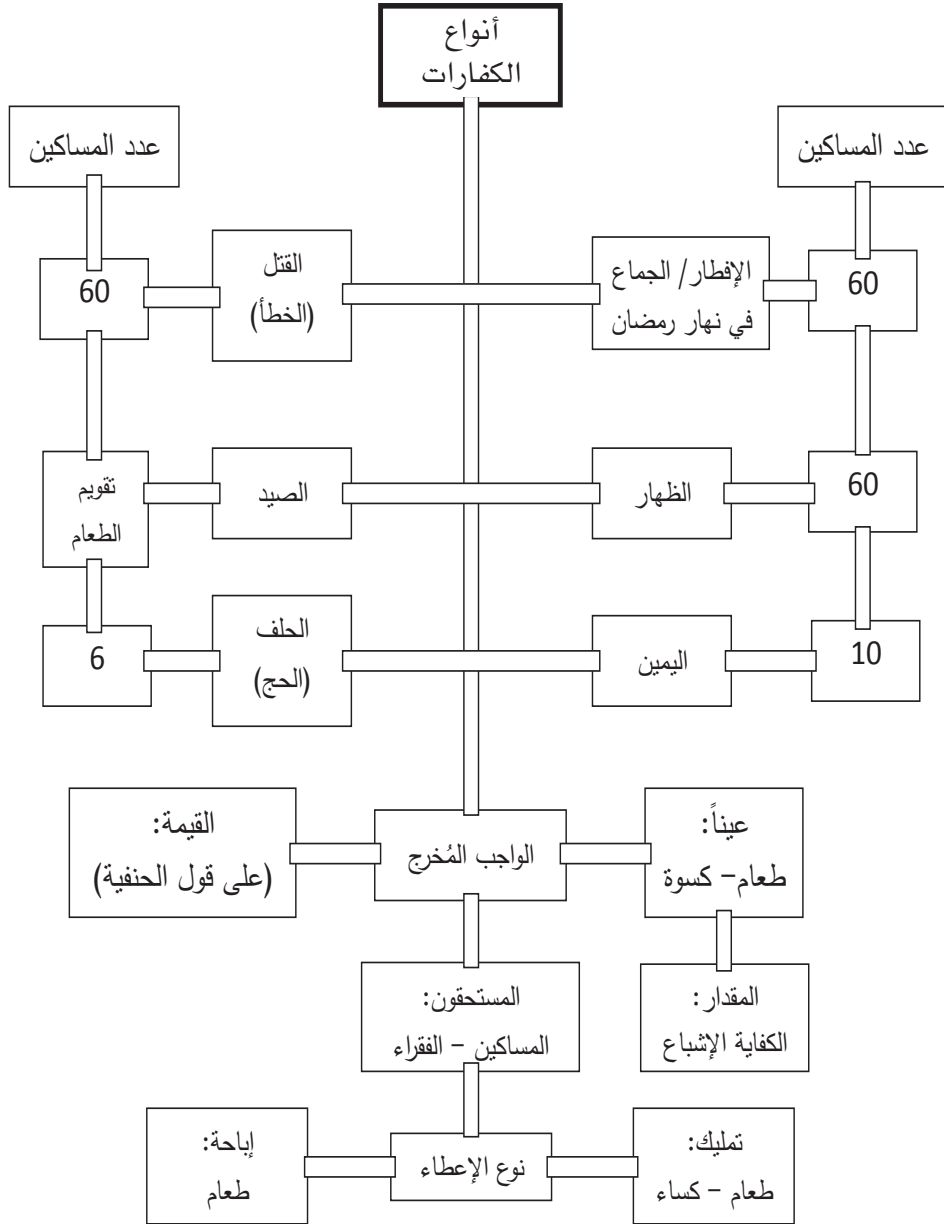 أنواع
الكفارات
عدد المساكين
عدد المساكين
60
الإفطار/ الجماع
في نهار رمضان
القتل
(الخطأ)
60
60
الظهار
الصيد
تقويم
الطعام
10
اليمين
الحلف
(الحج)
6
عيناً:
طعام– كسوة
الواجب المُخرج
القيمة:
(على قول الحنفية)
المقدار:
الكفاية الإشباع
المستحقون:
المساكين – الفقراء
تمليك:
طعام – كساء
نوع الإعطاء
إباحة:
طعام